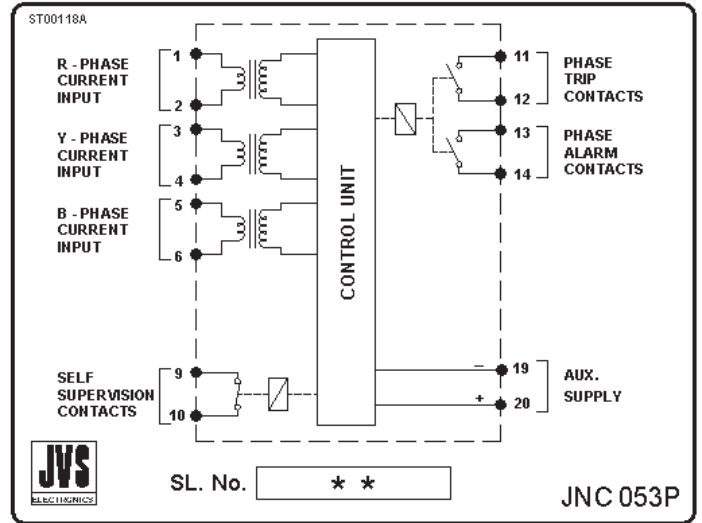 ST00118A
R - PHASE
CURRENT
INPUT
1
2
Y - PHASE
CURRENT
INPUT
3
4
B - PHASE
CURRENT
INPUT
5
6
SELF
SUPERVISION
CONTACTS
9
10
CONTROL UNIT
11
12
PHASE
TRIP
CONTACTS
13
14
PHASE
ALARM
CONTACTS
– 19
+ 20
AUX.
SUPPLY
JVS
ELECTRONICS
SL. No. * *
JNC 053P